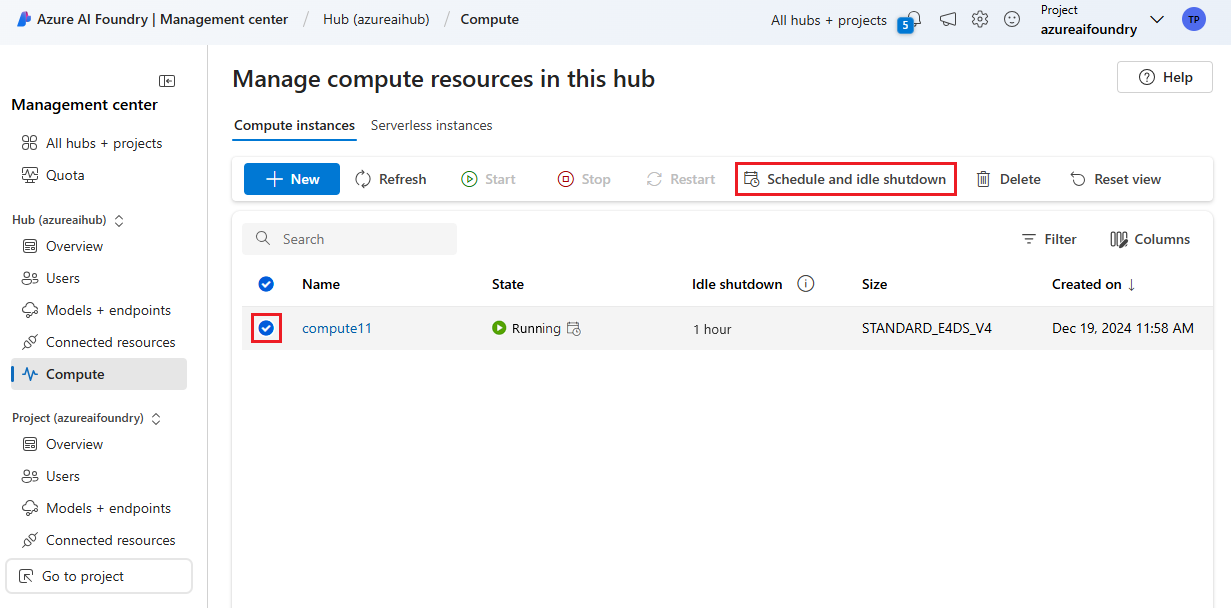 Azure AI Foundry | Management center / Hub (azureaihub) / Compute
All hubs + projects
5
Project
azureaifoundry
TP
Management center
All hubs + projects
Quota
Hub (azureaihub)
Overview
Users
Models + endpoints
Connected resources
Compute
Project (azureaifoundry)
Overview
Users
Models + endpoints
Connected resources
Go to project
Manage compute resources in this hub
Help
Compute instances Serverless instances
New Refresh Start Stop Restart Schedule and idle shutdown Delete Reset view
Search Filter Columns
Name State Idle shutdown Size Created on ↓
compute11 Running 1 hour STANDARD_E4DS_V4 Dec 19, 2024 11:58 AM